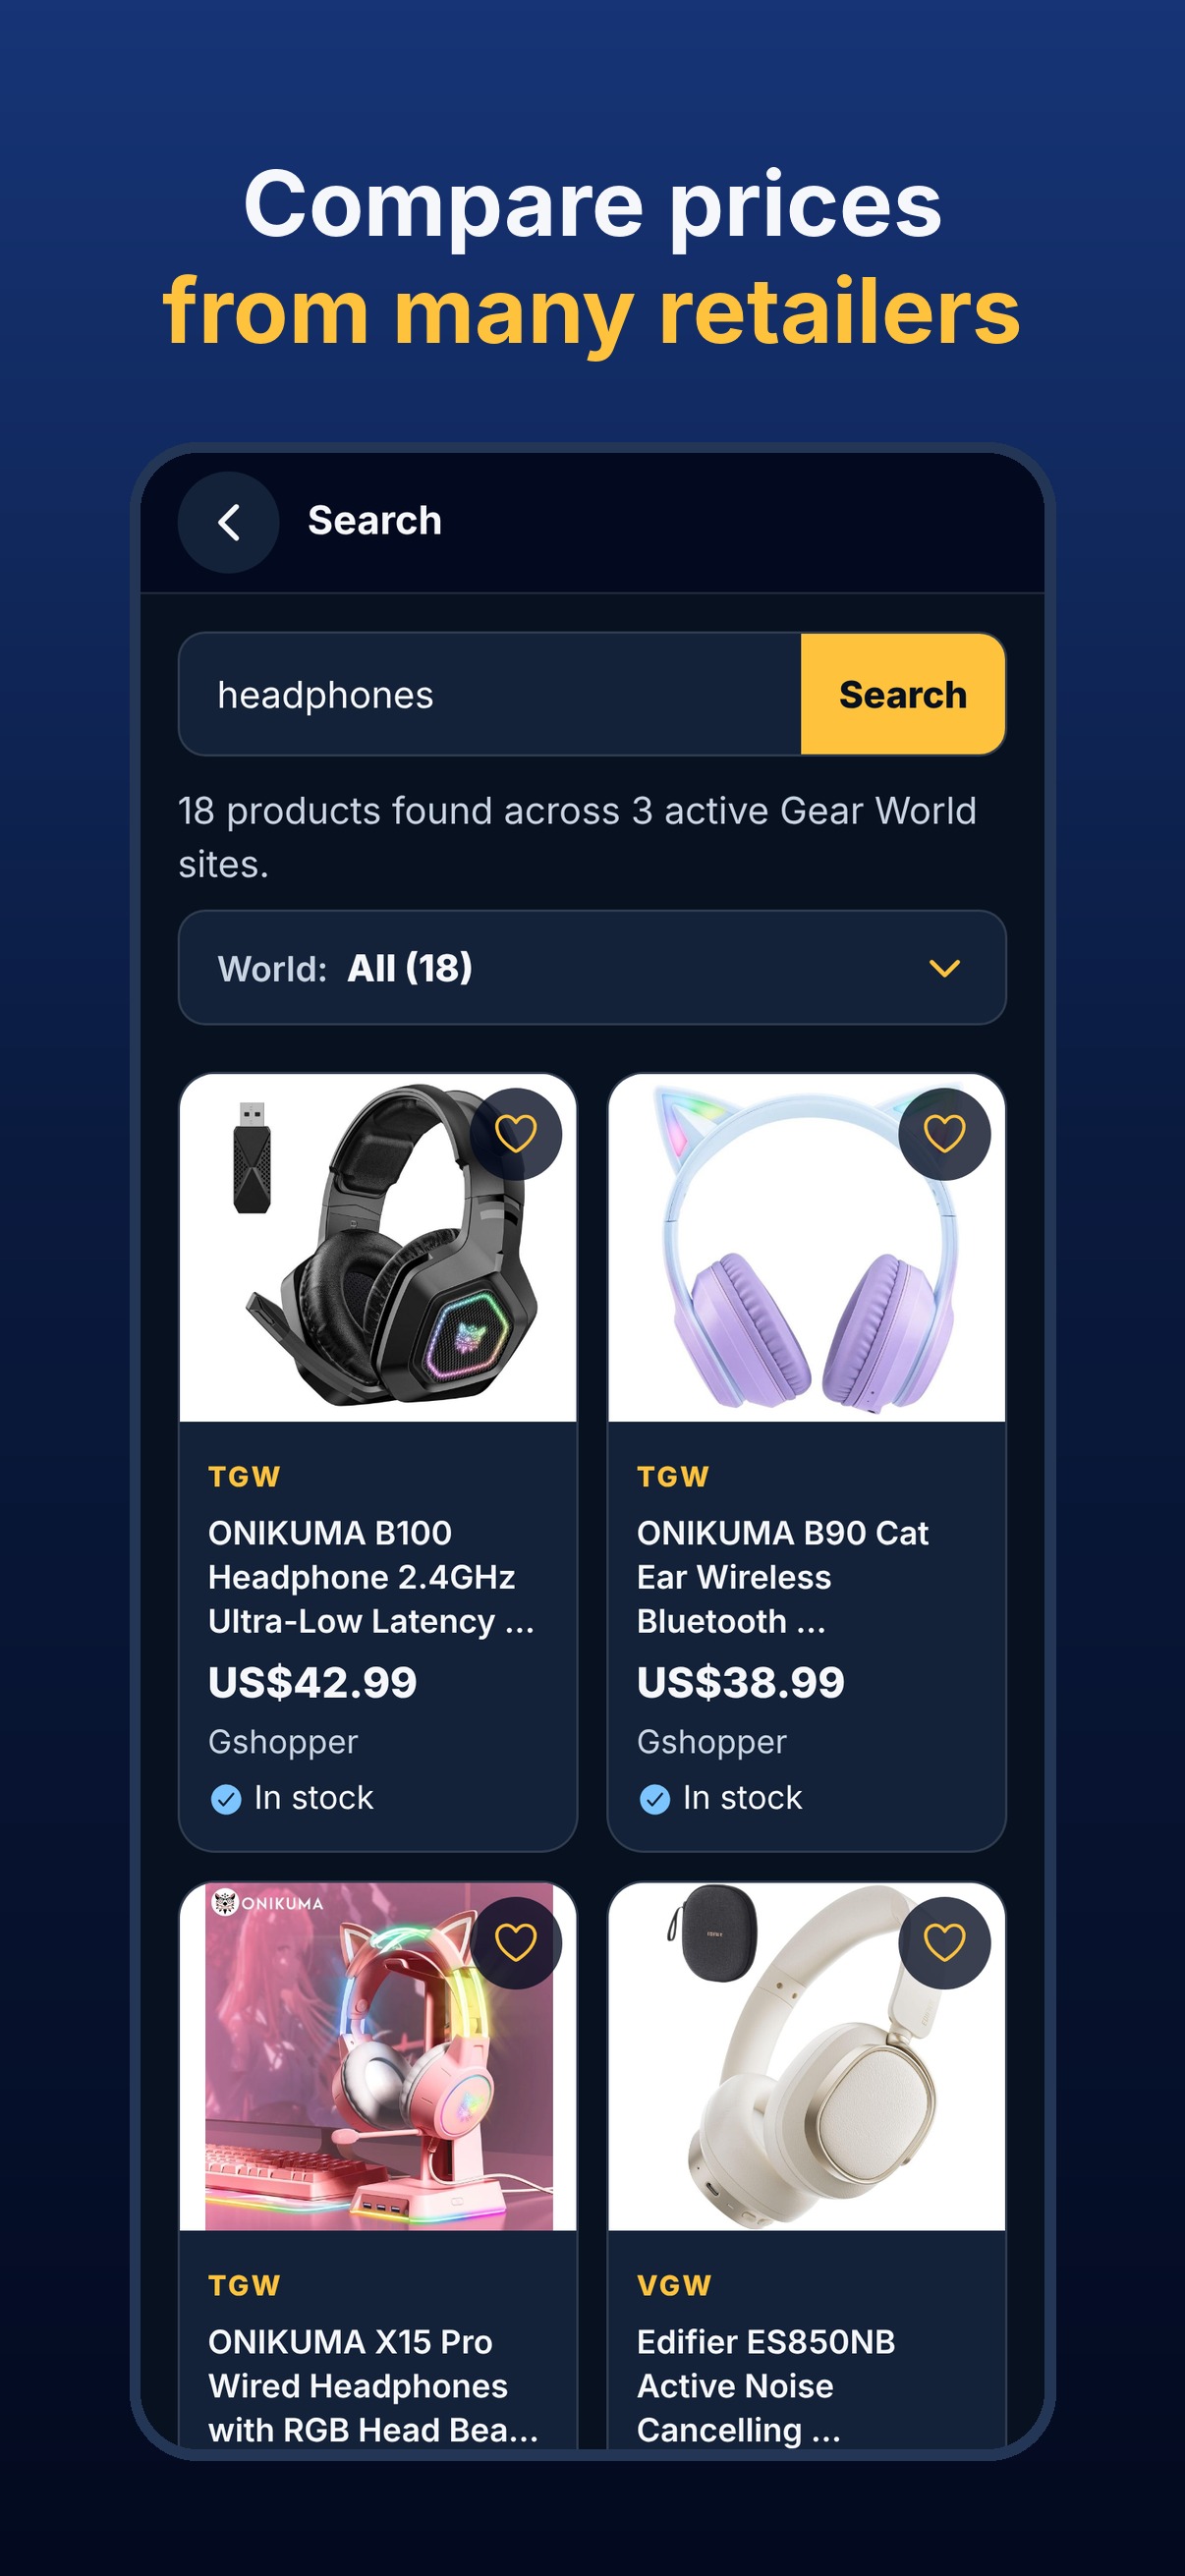 Compare prices
from many retailers
Search
headphones
Search
18 products found across 3 active Gear World
sites.
World: All (18)
TGW
ONIKUMA B100
Headphone 2.4GHz
Ultra-Low Latency ...
US$42.99
Gshopper
In stock
TGW
ONIKUMA B90 Cat
Ear Wireless
Bluetooth ...
US$38.99
Gshopper
In stock
ONIKUMA
TGW
ONIKUMA X15 Pro
Wired Headphones
with RGB Head Bea...
VGW
Edifier ES850NB
Active Noise
Cancelling ...